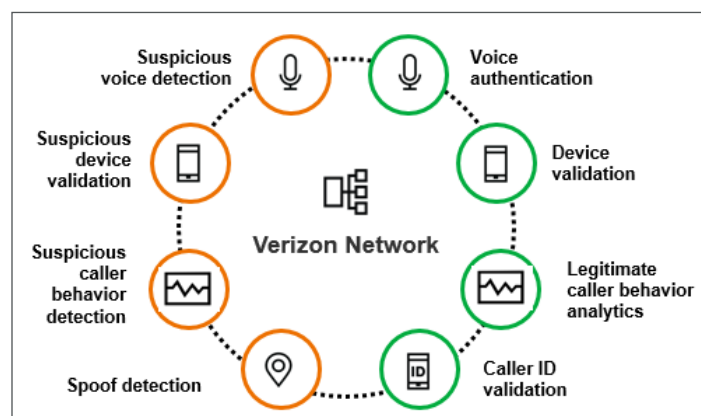 Suspicious
voice detection
Voice
authentication
Suspicious
device
validation
Device
validation
Verizon Network
Suspicious
caller
behavior
detection
Legitimate
caller behavior
analytics
Spoof detection
ID
Caller ID
validation